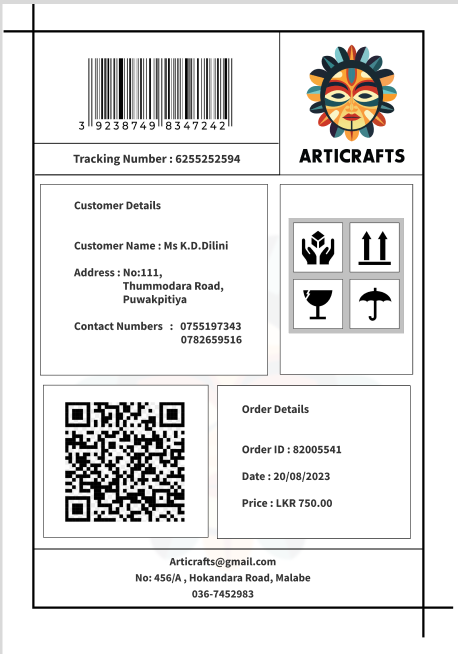 3 9238749 8347242
ARTICRAFTS
Tracking Number : 6255252594
Customer Details
Customer Name : Ms K.D.Dilini
Address : No:111,
Thummodara Road,
Puwakpitiya
Contact Numbers : 0755197343
0782659516
Order Details
Order ID : 82005541
Date : 20/08/2023
Price : LKR 750.00
Articrafts@gmail.com
No: 456/A , Hokandara Road, Malabe
036-7452983